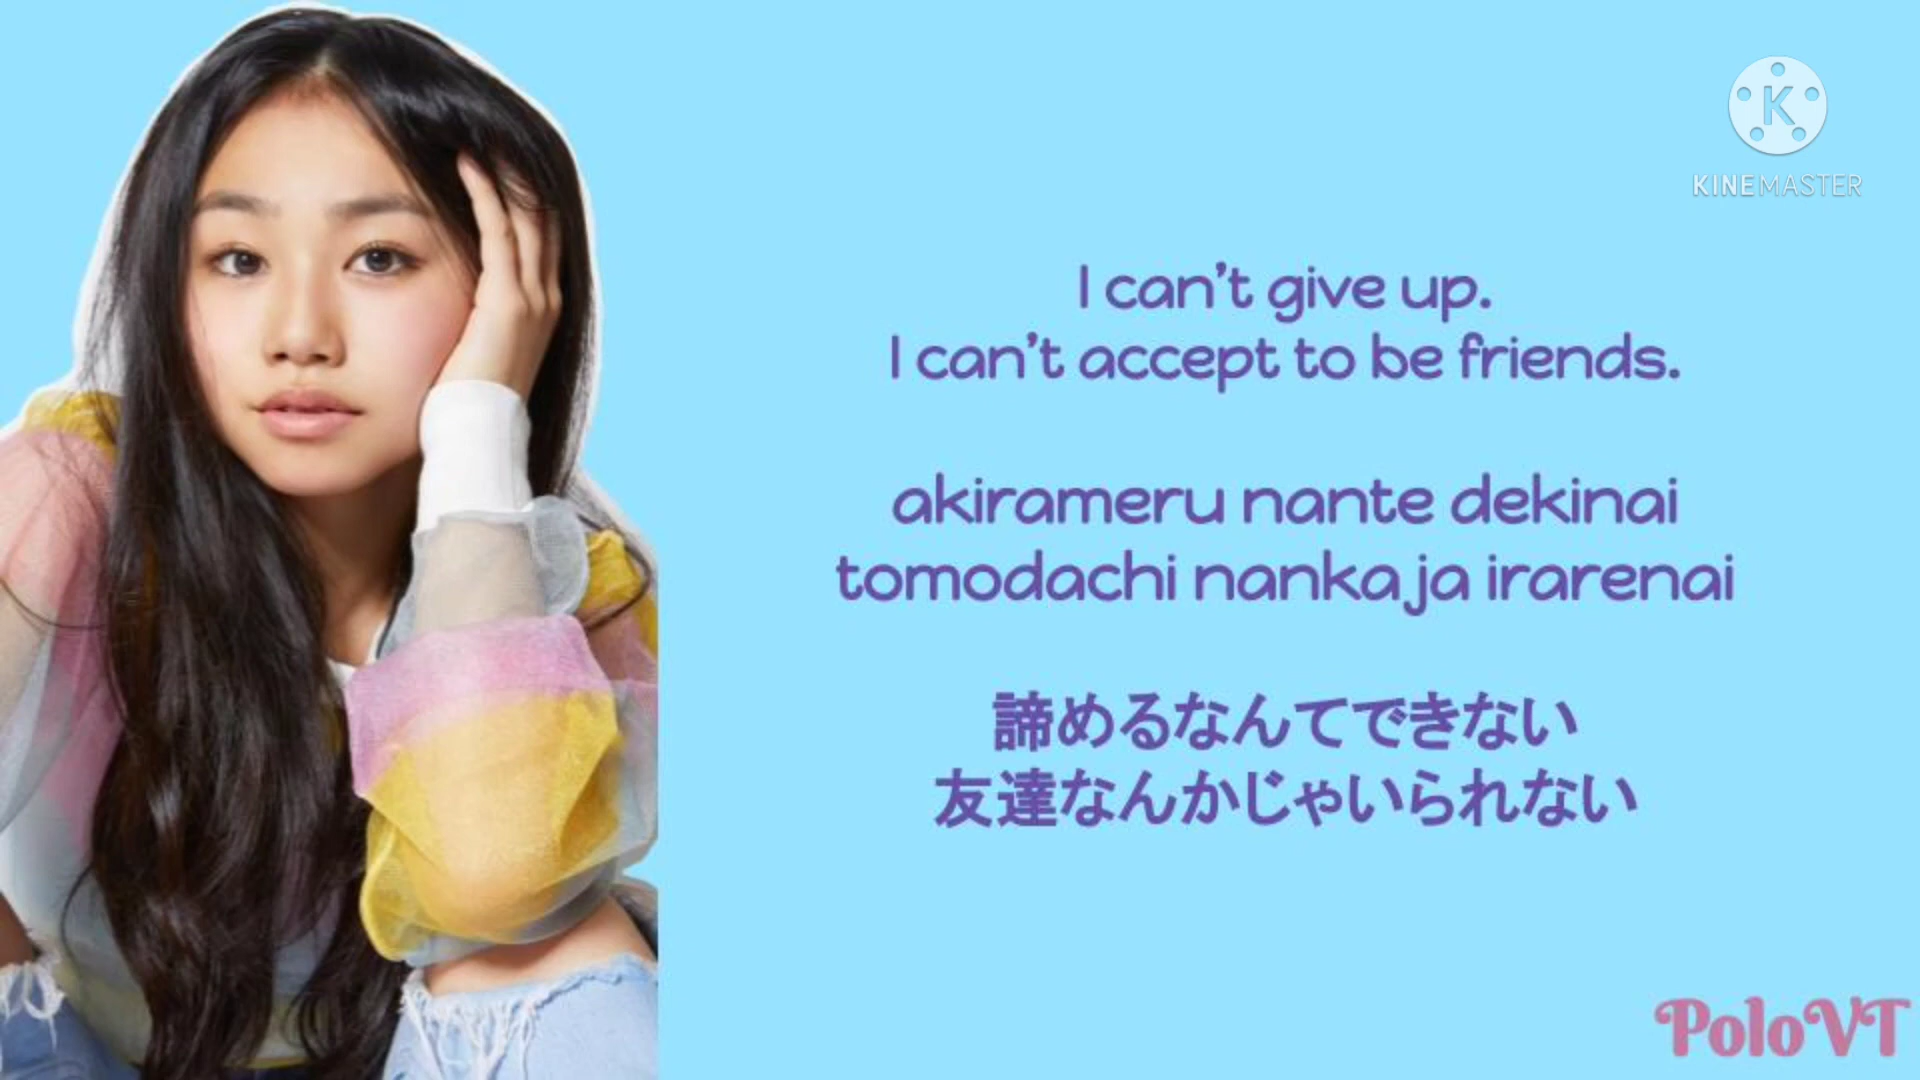 K
KINEMASTER
I can't give up.
I can't accept to be friends.
akirameru nante dekinai
tomodachi nanka ja irarenai
諦めるなんてできない
友達なんかじゃいられない
PoloVT